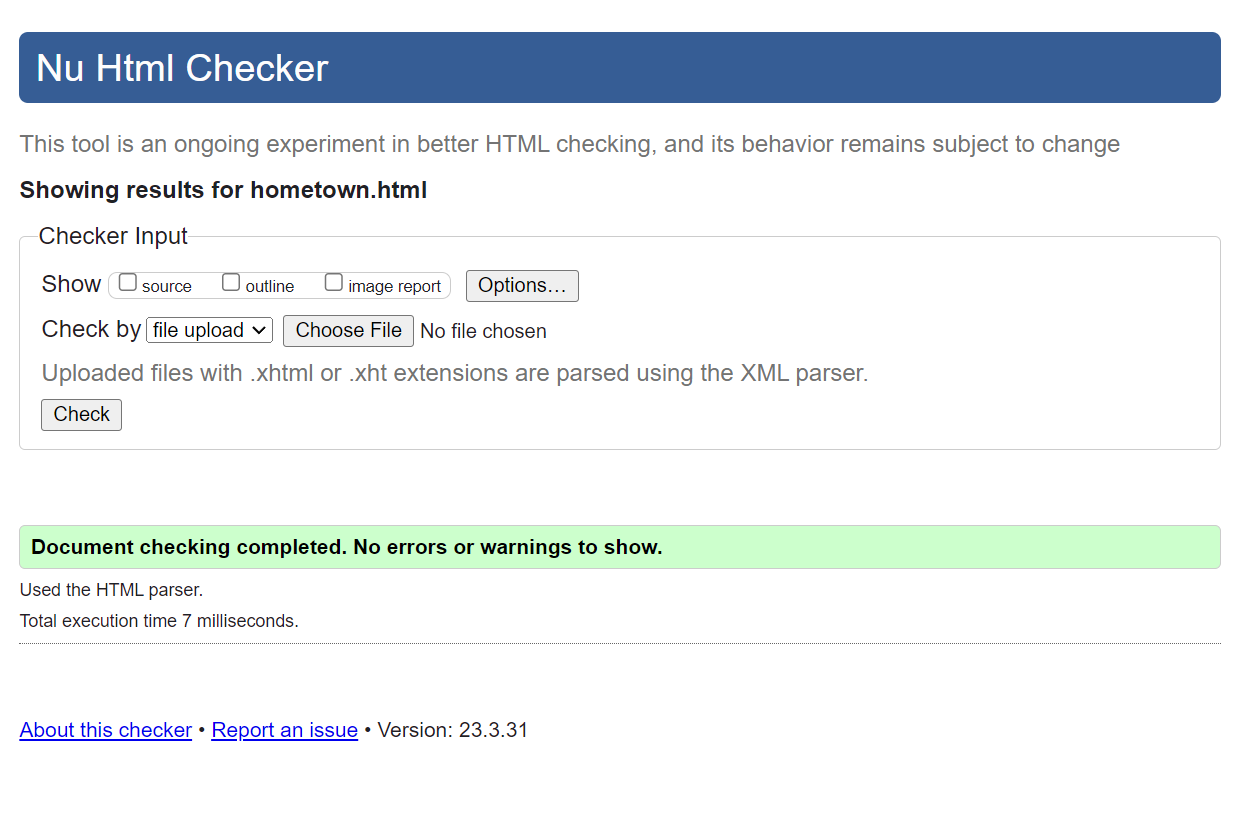 Nu Html Checker
This tool is an ongoing experiment in better HTML checking, and its behavior remains subject to change
Showing results for hometown.html
Checker Input
Show source outline image report Options...
Check by file upload Choose File No file chosen
Uploaded files with .xhtml or .xht extensions are parsed using the XML parser.
Check
Document checking completed. No errors or warnings to show.
Used the HTML parser.
Total execution time 7 milliseconds.
About this checker • Report an issue • Version: 23.3.31